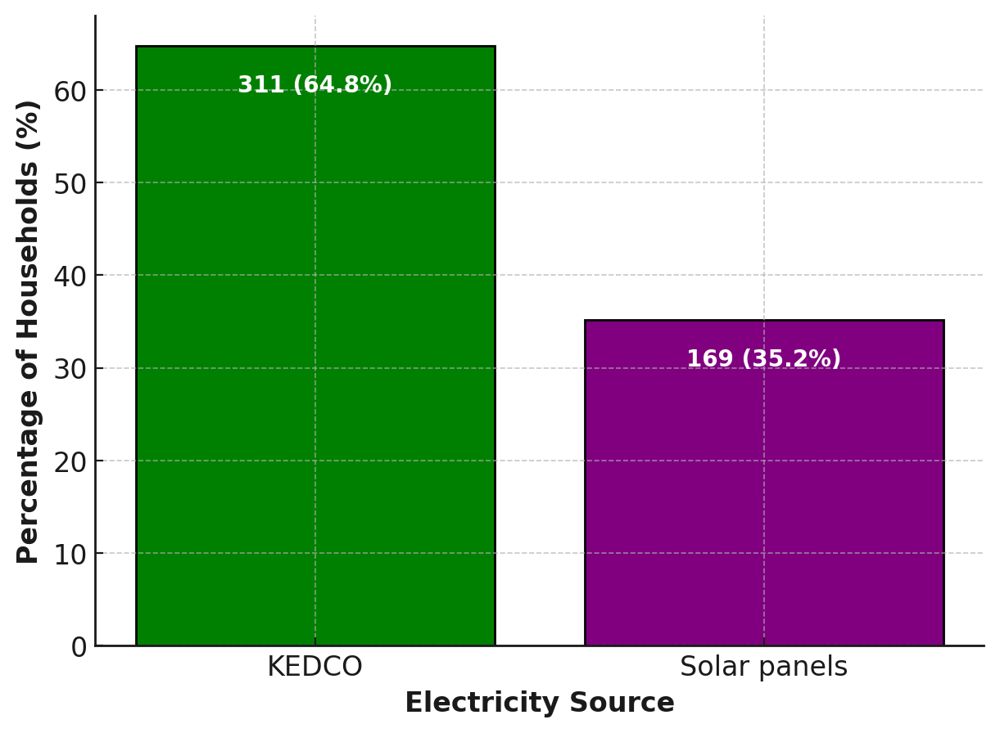 Percentage of Households (%)
60
50
40
30
20
10
0
311 (64.8%)
169 (35.2%)
KEDCO
Solar panels
Electricity Source